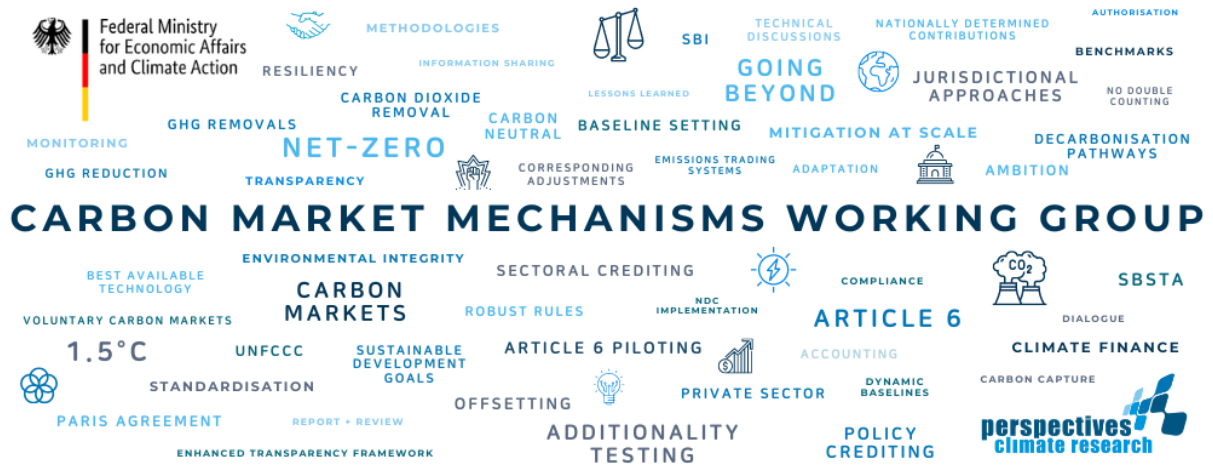 Federal Ministry
for Economic Affairs
and Climate Action
RESILIENCY
METHODOLOGIES
INFORMATION SHARING
SBI
TECHNICAL
DISCUSSIONS
NATIONALLY DETERMINED
CONTRIBUTIONS
AUTHORISATION
BENCHMARKS
GOING
BEYOND
JURISDICTIONAL
APPROACHES
NO DOUBLE
COUNTING
CARBON DIOXIDE
REMOVAL
LESSONS LEARNED
GHG REMOVALS
CARBON
NEUTRAL
BASELINE SETTING
MITIGATION AT SCALE
DECARBONISATION
PATHWAYS
MONITORING
NET-ZERO
GHG REDUCTION
TRANSPARENCY
CORRESPONDING
ADJUSTMENTS
EMISSIONS TRADING
SYSTEMS
ADAPTATION
AMBITION
CARBON MARKET MECHANISMS WORKING GROUP
ENVIRONMENTAL INTEGRITY
SECTORAL CREDITING
CO2
BEST AVAILABLE
TECHNOLOGY
CARBON
MARKETS
COMPLIANCE
SBSTA
VOLUNTARY CARBON MARKETS
ROBUST RULES
NDC
IMPLEMENTATION
ARTICLE 6
DIALOGUE
1.5°C
UNFCCC
SUSTAINABLE
DEVELOPMENT
GOALS
ARTICLE 6 PILOTING
$
ACCOUNTING
CLIMATE FINANCE
STANDARDISATION
OFFSETTING
PRIVATE SECTOR
DYNAMIC
BASELINES
CARBON CAPTURE
PARIS AGREEMENT
REPORT + REVIEW
ADDITIONALITY
TESTING
POLICY
CREDITING
perspectives
climate research
ENHANCED TRANSPARENCY FRAMEWORK